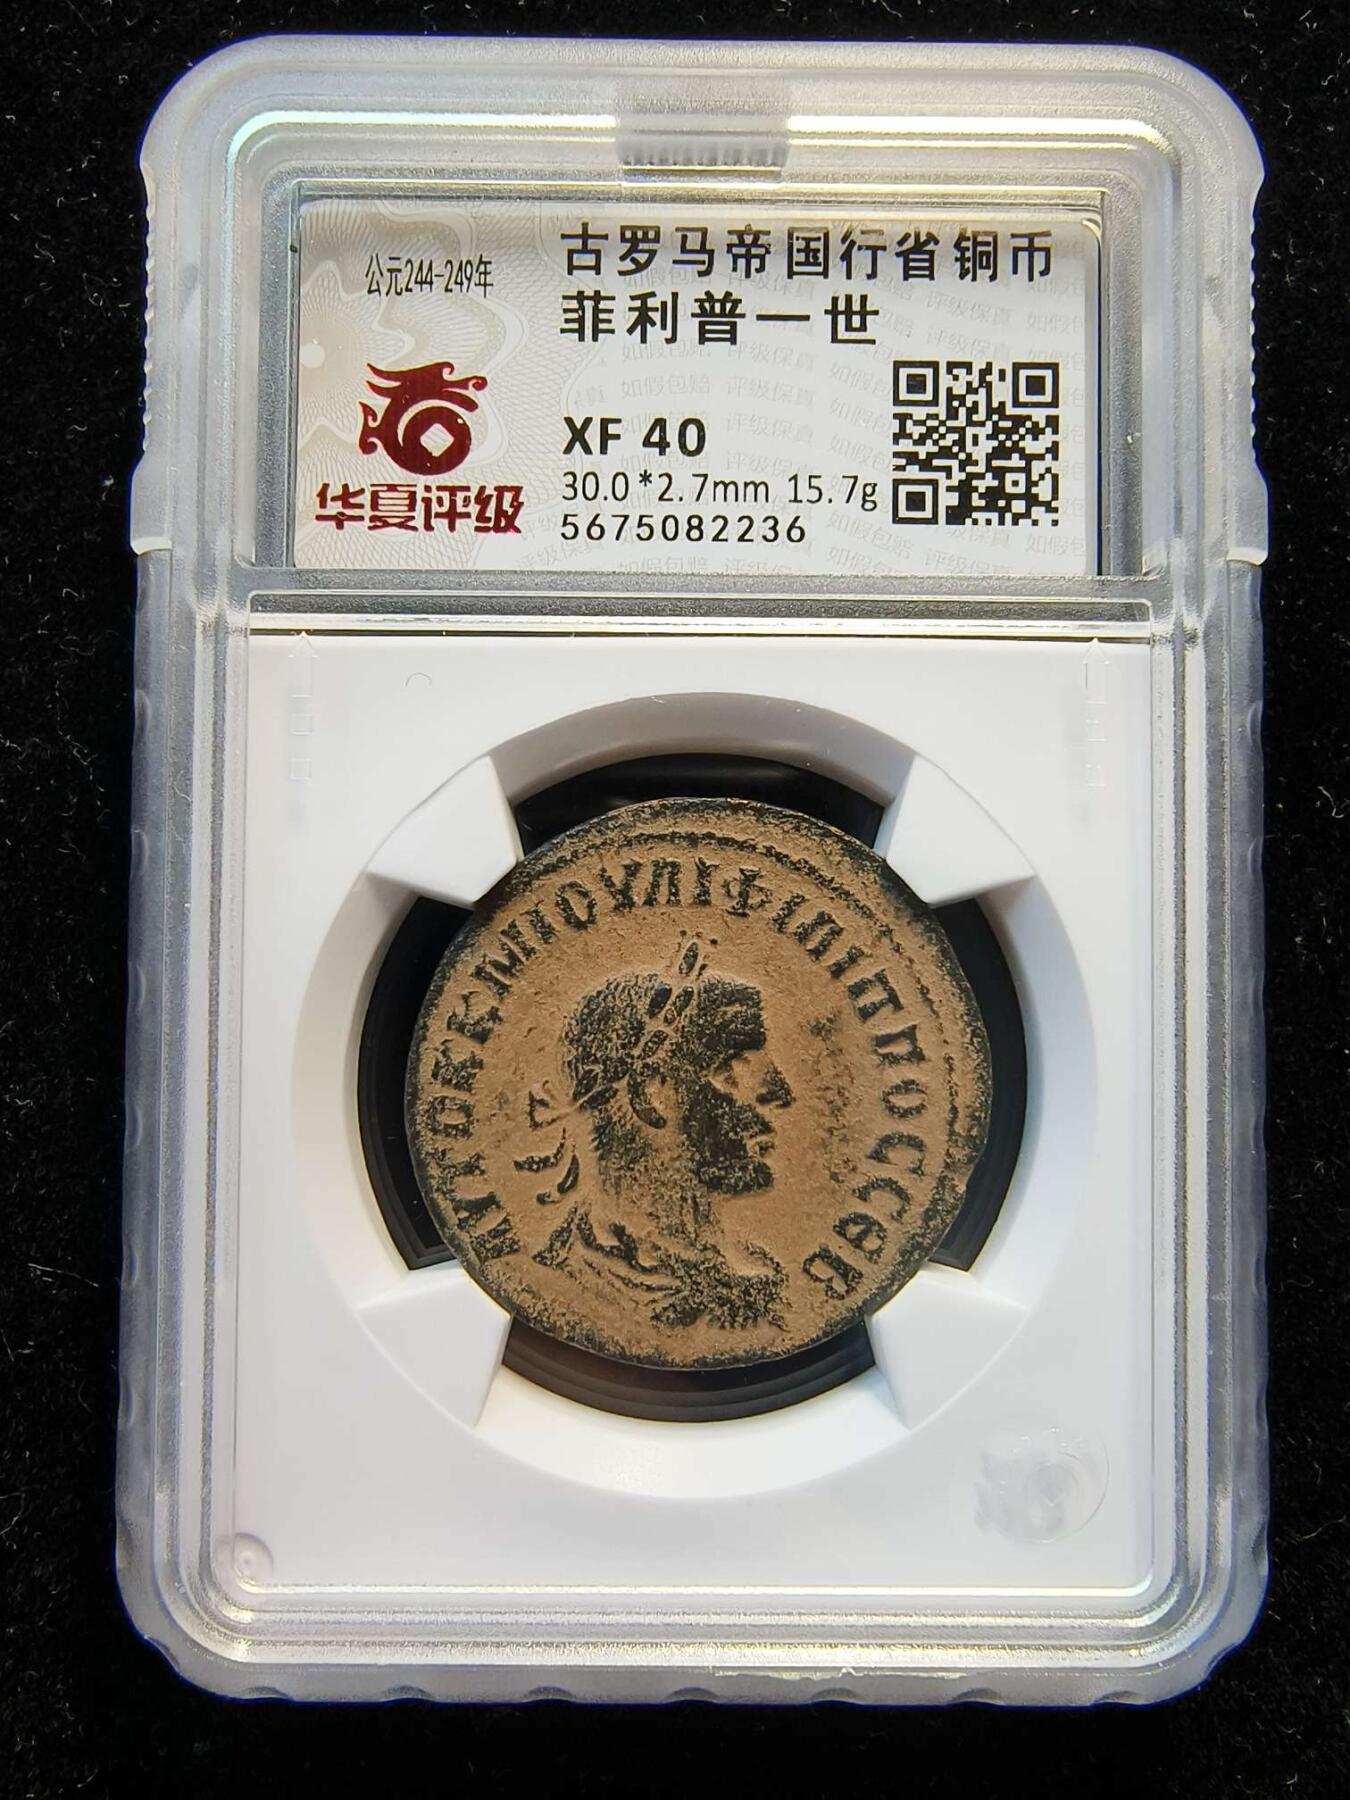 古罗马帝国行省铜币
公元244-249年
菲利普一世
XF 40
华夏评级
30.0*2.7mm 15.7g
5675082236
ΑΥΤΟΚΚΜΙΟΥΛΙΦΙΛΙΠΠΟϹϹΕΒ